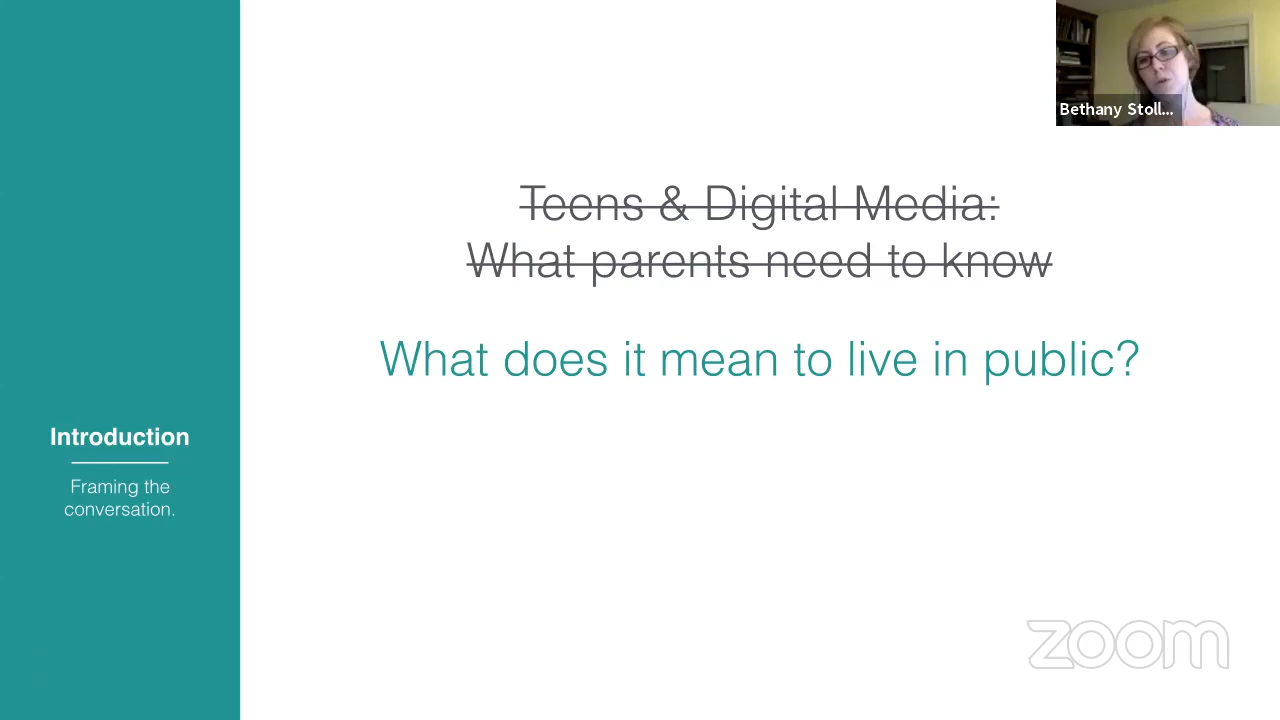 Bethany Stoll...
Teens & Digital Media:
What parents need to know
What does it mean to live in public?
Introduction
Framing the
conversation.
zoom